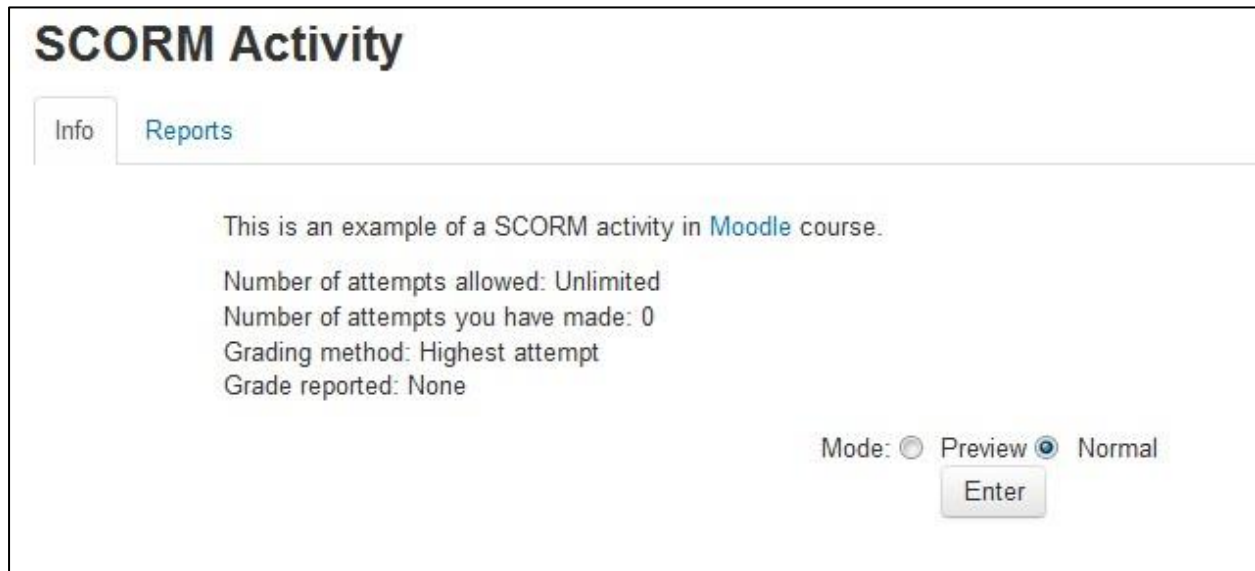 SCORM Activity
Info Reports
This is an example of a SCORM activity in Moodle course.
Number of attempts allowed: Unlimited
Number of attempts you have made: 0
Grading method: Highest attempt
Grade reported: None
Mode: Preview Normal
Enter